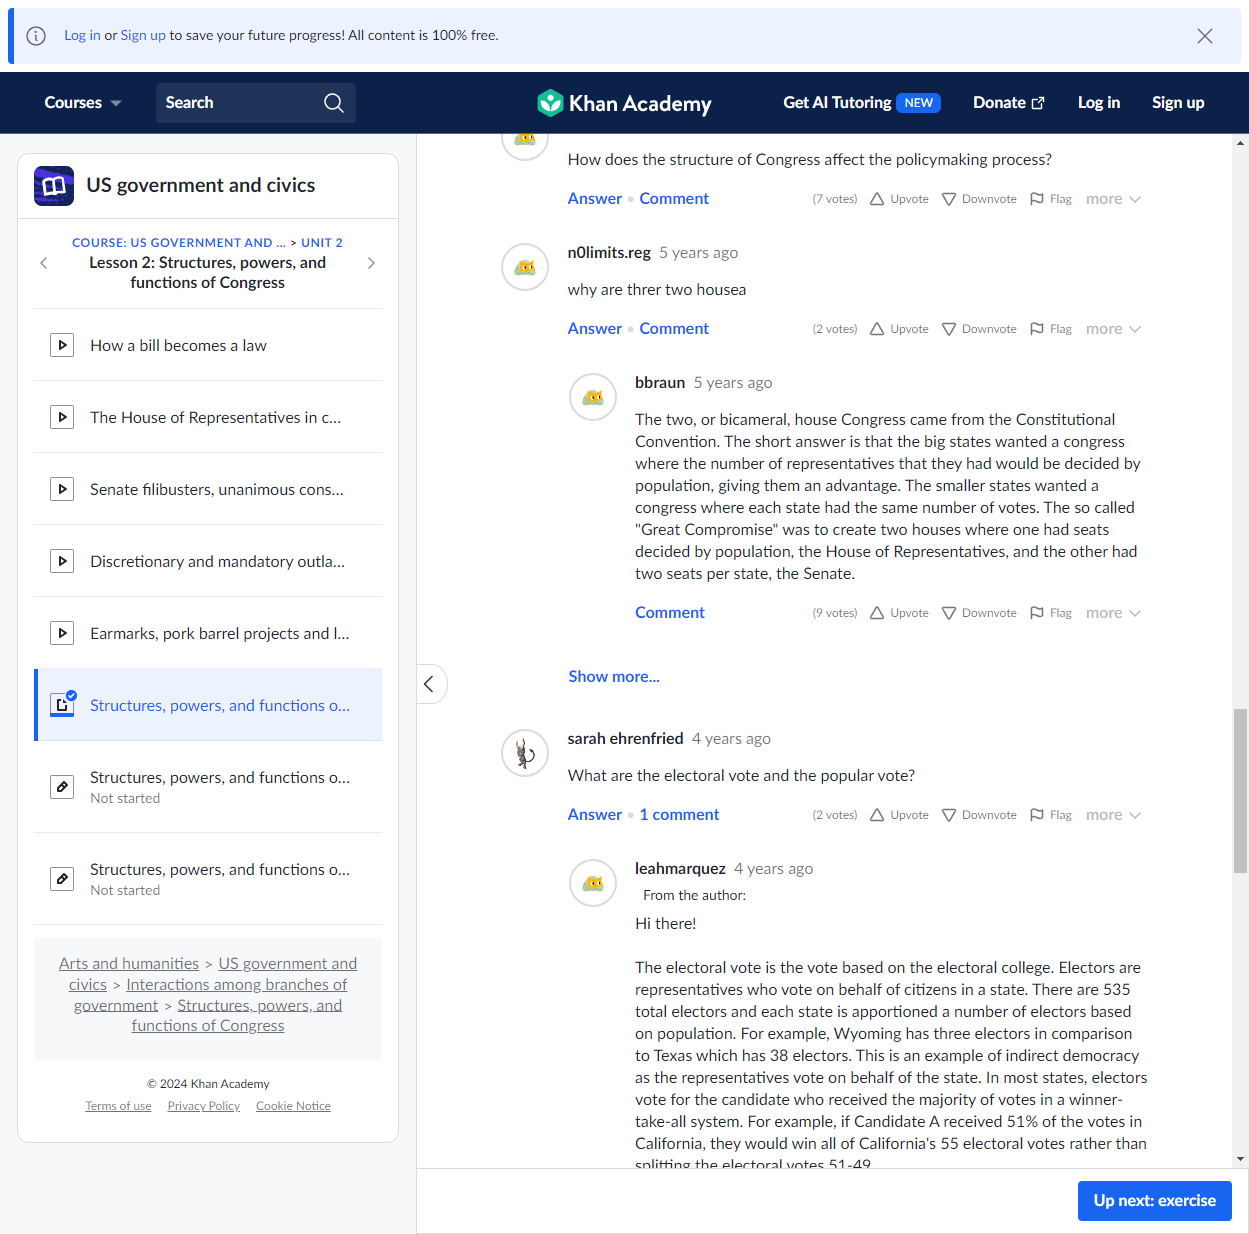 Log in or Sign up to save your future progress! All content is 100% free.
Courses
Search
Khan Academy
Get AI Tutoring NEW
Donate
Log in
Sign up
US government and civics
COURSE: US GOVERNMENT AND ... > UNIT 2
Lesson 2: Structures, powers, and
functions of Congress
How a bill becomes a law
The House of Representatives in c...
Senate filibusters, unanimous cons...
Discretionary and mandatory outla...
Earmarks, pork barrel projects and l...
Structures, powers, and functions o...
Structures, powers, and functions o...
Not started
Structures, powers, and functions o...
Not started
Arts and humanities > US government and
civics > Interactions among branches of
government > Structures, powers, and
functions of Congress
© 2024 Khan Academy
Terms of use Privacy Policy Cookie Notice
How does the structure of Congress affect the policymaking process?
Answer • Comment (7 votes) Upvote Downvote Flag more
n0limits.reg 5 years ago
why are threr two housea
Answer • Comment (2 votes) Upvote Downvote Flag more
bbraun 5 years ago
The two, or bicameral, house Congress came from the Constitutional
Convention. The short answer is that the big states wanted a congress
where the number of representatives that they had would be decided by
population, giving them an advantage. The smaller states wanted a
congress where each state had the same number of votes. The so called
"Great Compromise" was to create two houses where one had seats
decided by population, the House of Representatives, and the other had
two seats per state, the Senate.
Comment (9 votes) Upvote Downvote Flag more
Show more...
sarah ehrenfried 4 years ago
What are the electoral vote and the popular vote?
Answer • 1 comment (2 votes) Upvote Downvote Flag more
leahmarquez 4 years ago
From the author:
Hi there!
The electoral vote is the vote based on the electoral college. Electors are
representatives who vote on behalf of citizens in a state. There are 535
total electors and each state is apportioned a number of electors based
on population. For example, Wyoming has three electors in comparison
to Texas which has 38 electors. This is an example of indirect democracy
as the representatives vote on behalf of the state. In most states, electors
vote for the candidate who received the majority of votes in a winner-
take-all system. For example, if Candidate A received 51% of the votes in
California, they would win all of California's 55 electoral votes rather than
splitting the electoral votes 51-49
Up next: exercise